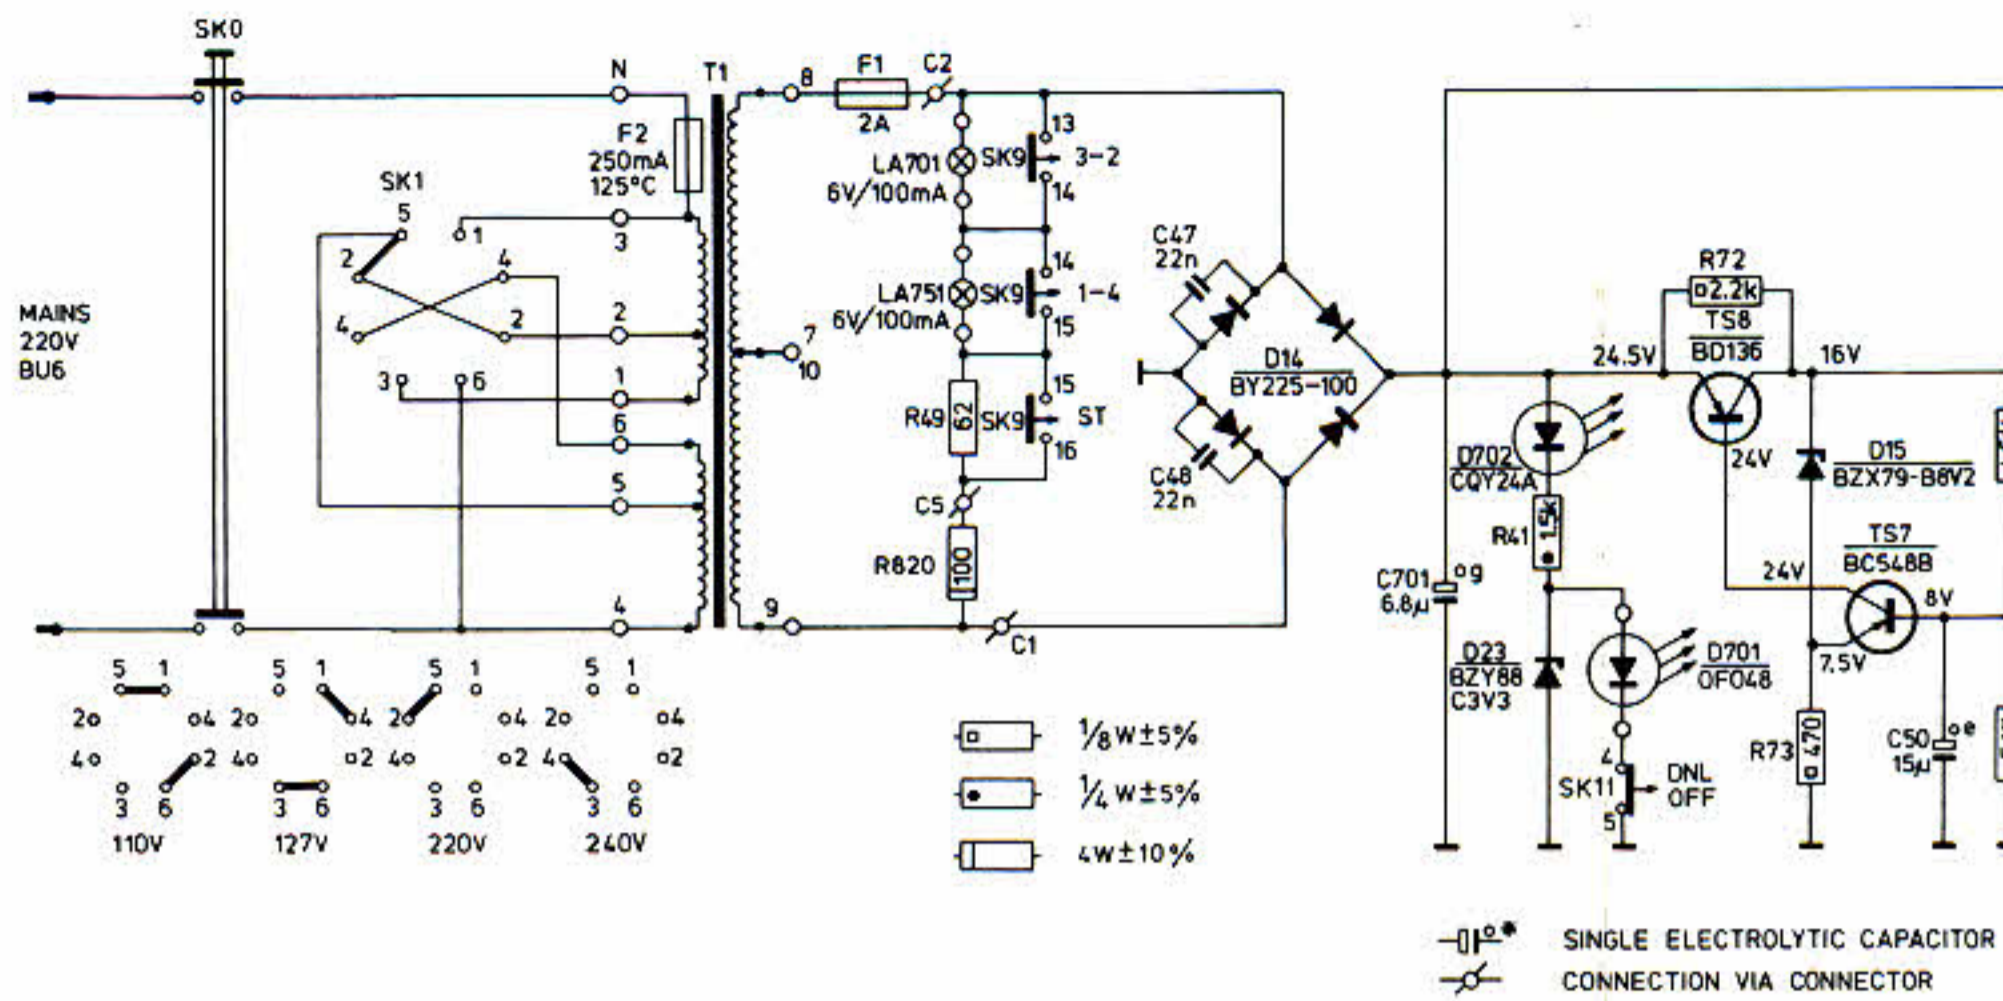 SK0
MAINS
220V
BU6
SK1
5
1
2
4
4
2
3
6
N
F2
250mA
125°C
3
2
1
6
5
4
T1
8
F1
2A
C2
7
10
9
LA701
6V/100mA
SK9
13
3-2
14
LA751
6V/100mA
SK9
14
1-4
15
R49
62
SK9
15
ST
16
C5
R820
100
C1
C47
22n
D14
BY225-100
C48
22n
24.5V
R72
2.2k
TS8
BD136
16V
24V
D702
CQY24A
R41
1.5k
C701
6.8µ
g
D23
BZY88
C3V3
D701
OF048
4
SK11
5
DNL
OFF
D15
BZX79-B8V2
TS7
BC548B
24V
8V
7.5V
R73
470
C50
15µ
e
5 1
2 4
4 2
3 6
110V
5 1
2 4
4 2
3 6
127V
5 1
2 4
4 2
3 6
220V
5 1
2 4
4 2
3 6
240V
1/8 W±5%
1/4 W±5%
4W±10%
SINGLE ELECTROLYTIC CAPACITOR
CONNECTION VIA CONNECTOR